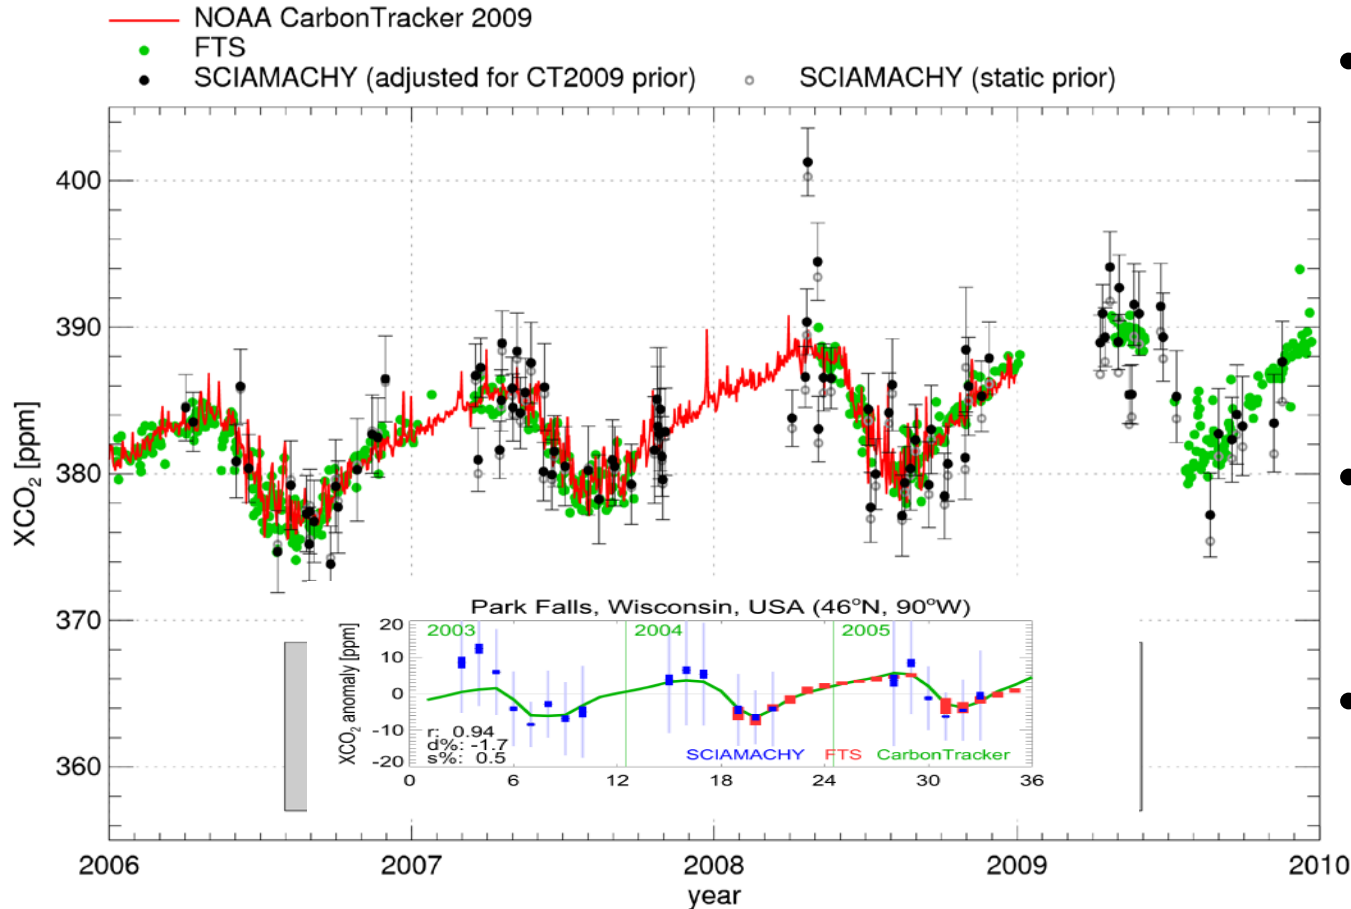 NOAA CarbonTracker 2009
FTS
SCIAMACHY (adjusted for CT2009 prior) SCIAMACHY (static prior)
400
390
380
370
360
XCO₂ [ppm]
2006 2007 2008 2009 2010
year
Park Falls, Wisconsin, USA (46°N, 90°W)
20
10
0
-10
-20
XCO₂ anomaly [ppm]
2003 2004 2005
r: 0.94
d%: -1.7
s%: 0.5
SCIAMACHY FTS CarbonTracker
0 6 12 18 24 30 36